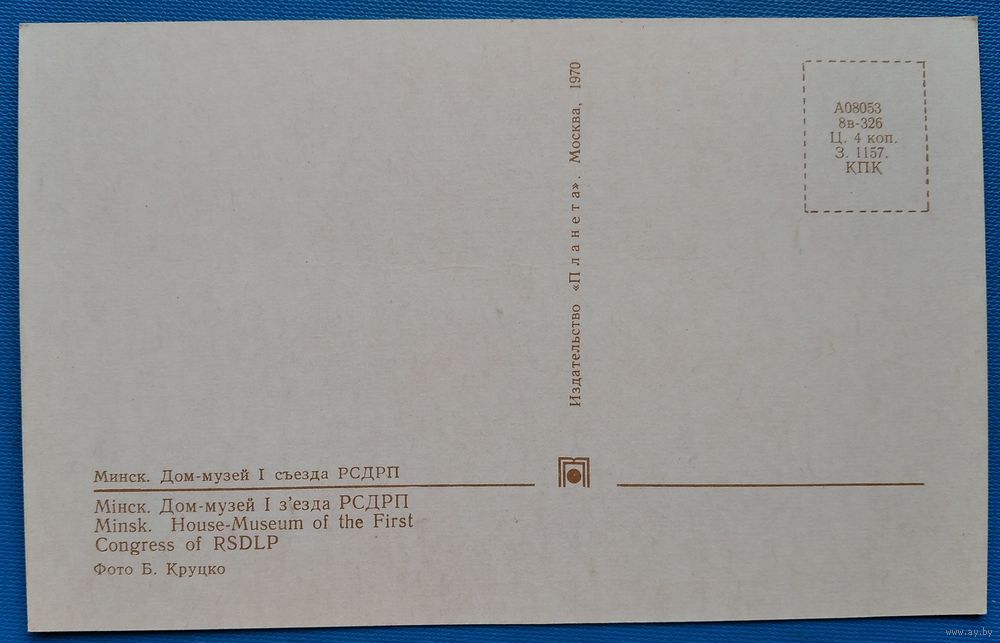 Издательство «Планета». Москва, 1970
А08053
8в-326
Ц. 4 коп.
З. 1157.
КПК
Минск. Дом-музей I съезда РСДРП
Мінск. Дом-музей I з'езда РСДРП
Minsk. House-Museum of the First
Congress of RSDLP
Фото Б. Круцко
www.ay.by